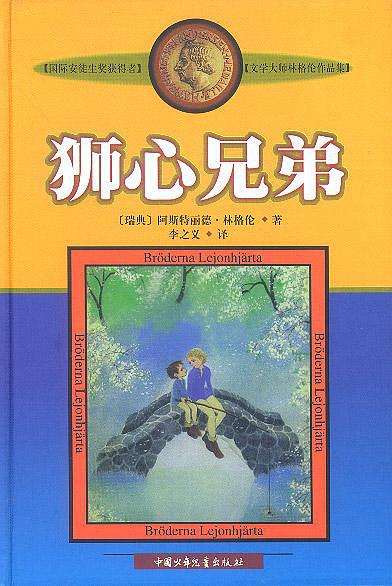 【国际安徒生奖获得者】
【文学大师林格伦作品集】
狮心兄弟
〔瑞典〕阿斯特丽德·林格伦 ◆ 著
李之义 ◆ 译
Bröderna Lejonhjärta
Bröderna Lejonhjärta
Bröderna Lejonhjärta
Bröderna Lejonhjärta
中国少年儿童出版社